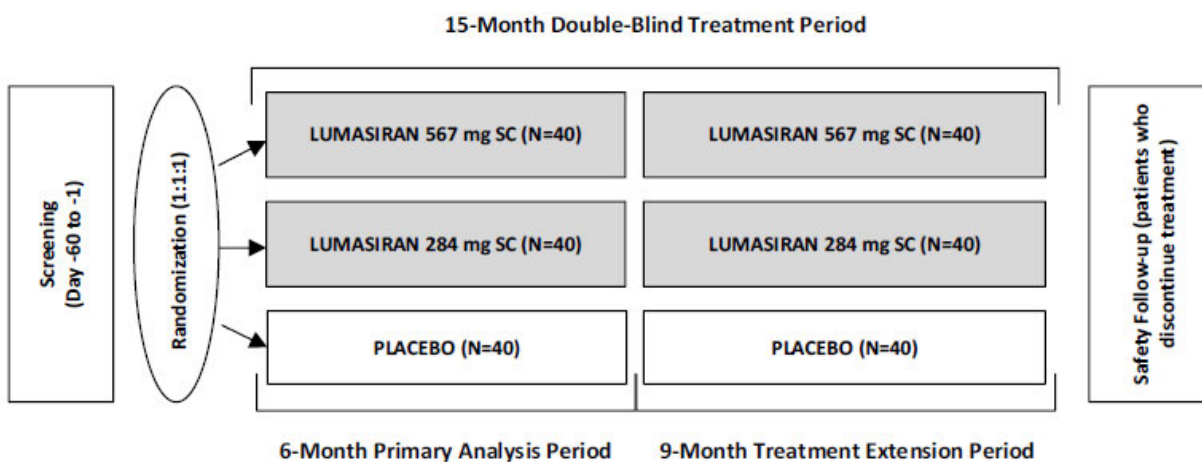 15-Month Double-Blind Treatment Period
Screening
(Day -60 to -1)
Randomization (1:1:1)
LUMASIRAN 567 mg SC (N=40)
LUMASIRAN 567 mg SC (N=40)
LUMASIRAN 284 mg SC (N=40)
LUMASIRAN 284 mg SC (N=40)
PLACEBO (N=40)
PLACEBO (N=40)
Safety Follow-up (patients who
discontinue treatment)
6-Month Primary Analysis Period
9-Month Treatment Extension Period